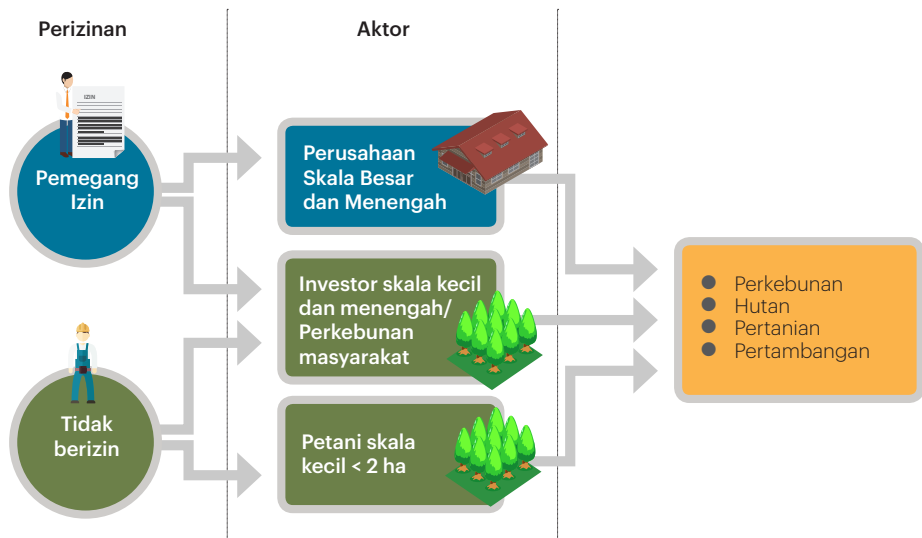 Perizinan
Aktor
IZIN
Pemegang
Izin
Perusahaan
Skala Besar
dan Menengah
Investor skala kecil
dan menengah/
Perkebunan
masyarakat
Tidak
berizin
Petani skala
kecil < 2 ha
● Perkebunan
● Hutan
● Pertanian
● Pertambangan